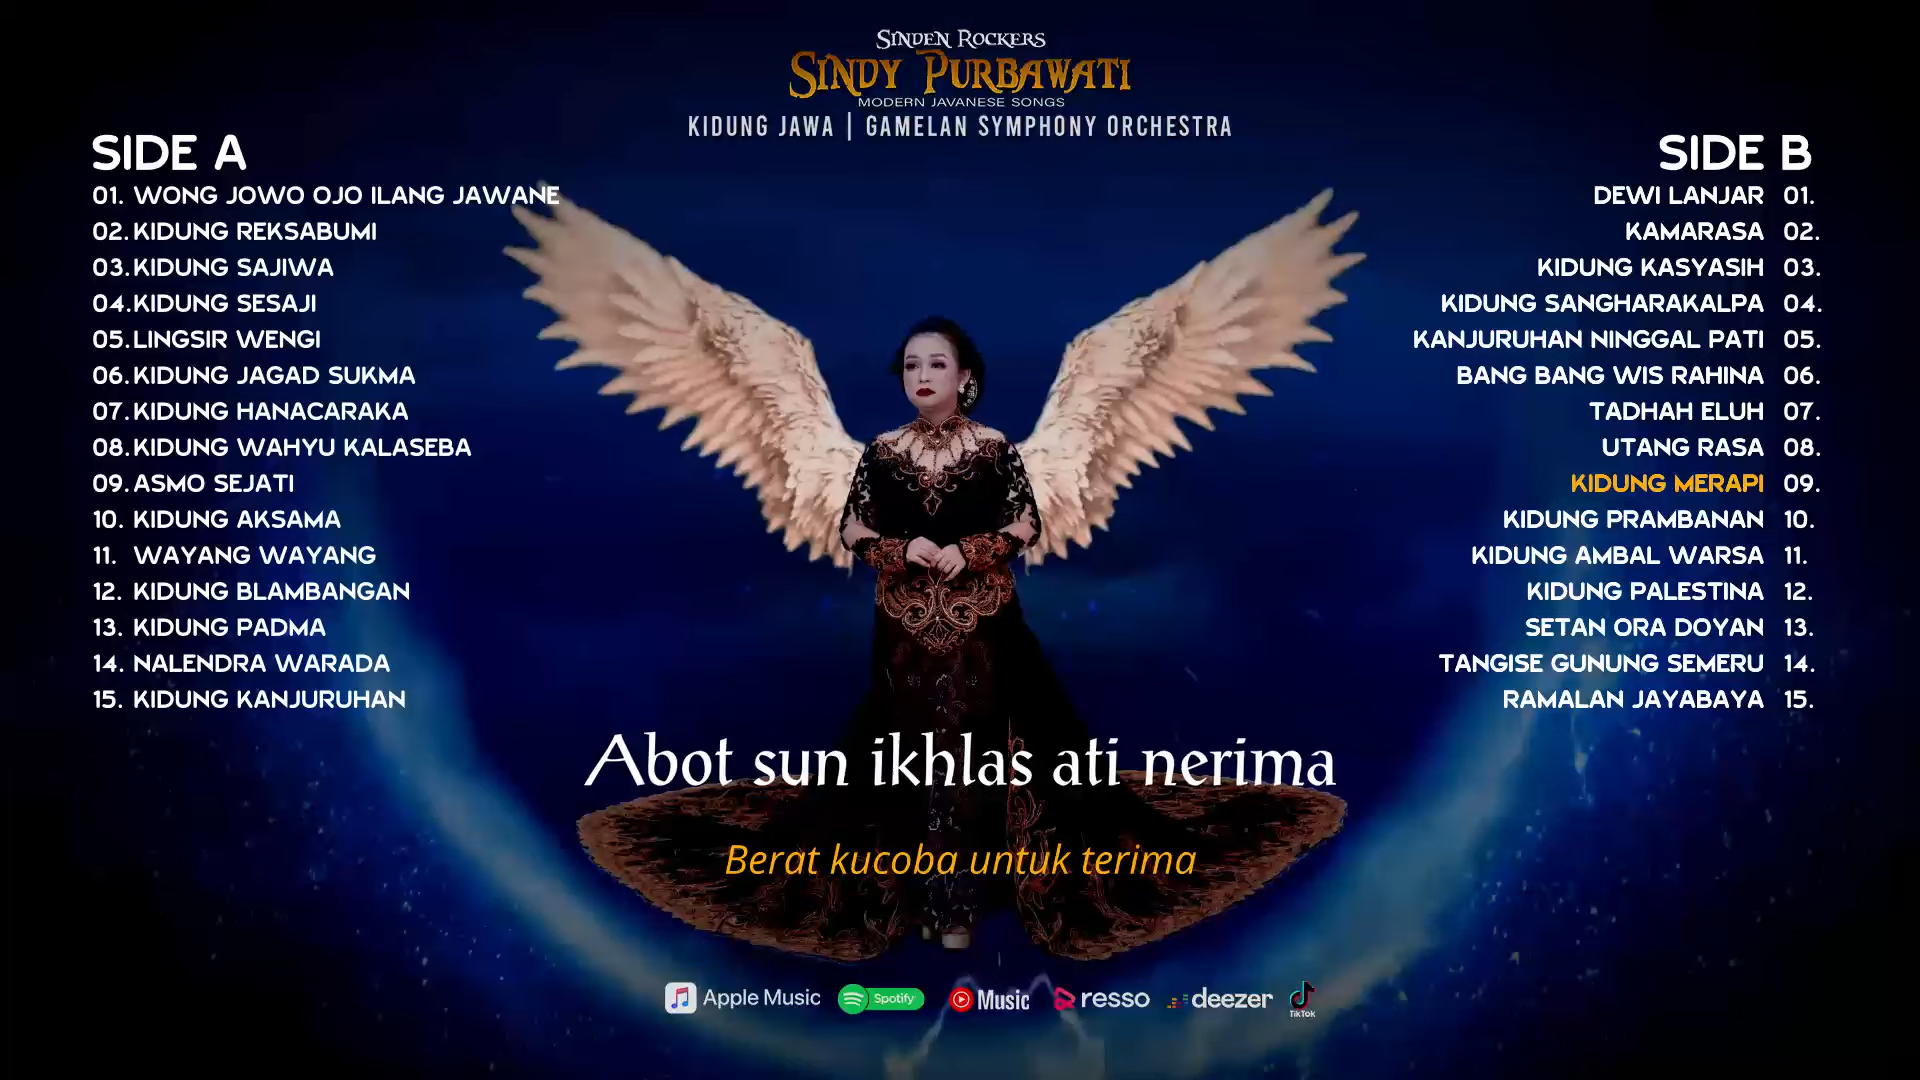 SINDEN ROCKERS
SINDY PURBAWATI
MODERN JAVANESE SONGS
KIDUNG JAWA | GAMELAN SYMPHONY ORCHESTRA
SIDE A
01. WONG JOWO OJO ILANG JAWANE
02. KIDUNG REKSABUMI
03. KIDUNG SAJIWA
04. KIDUNG SESAJI
05. LINGSIR WENGI
06. KIDUNG JAGAD SUKMA
07. KIDUNG HANACARAKA
08. KIDUNG WAHYU KALASEBA
09. ASMO SEJATI
10. KIDUNG AKSAMA
11. WAYANG WAYANG
12. KIDUNG BLAMBANGAN
13. KIDUNG PADMA
14. NALENDRA WARADA
15. KIDUNG KANJURUHAN
SIDE B
DEWI LANJAR 01.
KAMARASA 02.
KIDUNG KASYASIH 03.
KIDUNG SANGHARAKALPA 04.
KANJURUHAN NINGGAL PATI 05.
BANG BANG WIS RAHINA 06.
TADHAH ELUH 07.
UTANG RASA 08.
KIDUNG MERAPI 09.
KIDUNG PRAMBANAN 10.
KIDUNG AMBAL WARSA 11.
KIDUNG PALESTINA 12.
SETAN ORA DOYAN 13.
TANGISE GUNUNG SEMERU 14.
RAMALAN JAYABAYA 15.
Abot sun ikhlas ati nerima
Berat kucoba untuk terima
Apple Music Spotify Music resso deezer TikTok